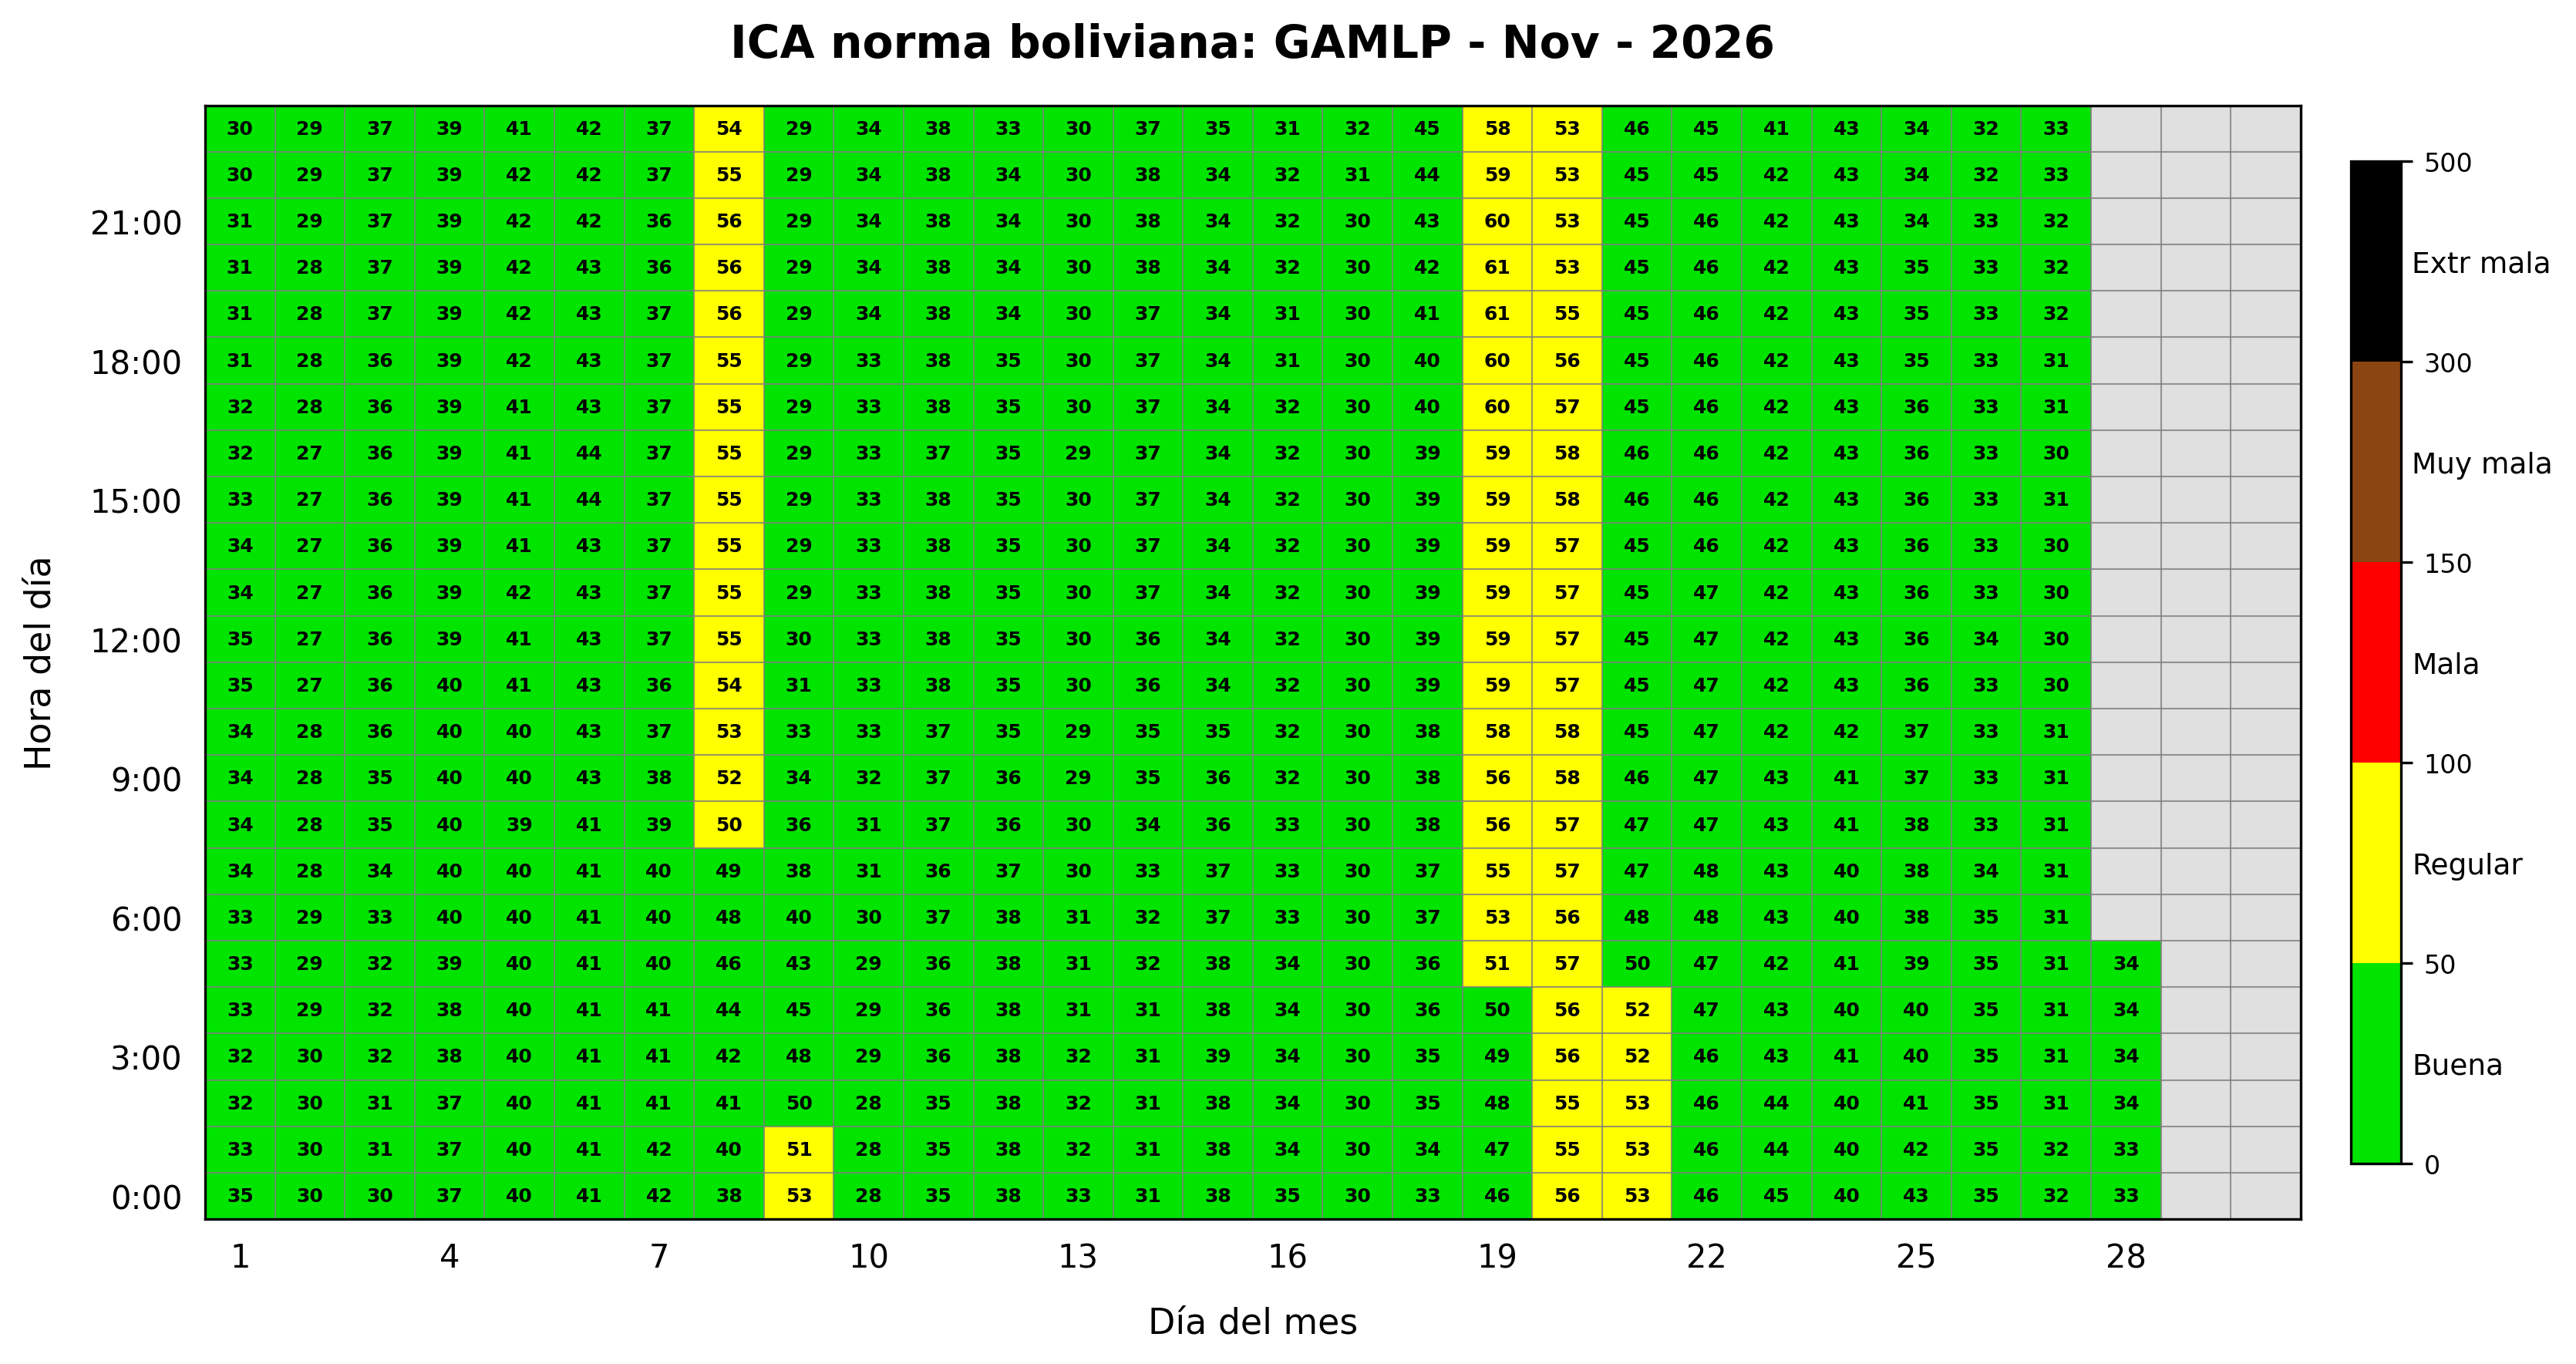 ICA norma boliviana: GAMLP - Nov - 2026
30 29 37 39 41 42 37 54 29 34 38 33 30 37 35 31 32 45 58 53 46 45 41 43 34 32 33
30 29 37 39 42 42 37 55 29 34 38 34 30 38 34 32 31 44 59 53 45 45 42 43 34 32 33
21:00 31 29 37 39 42 42 36 56 29 34 38 34 30 38 34 32 30 43 60 53 45 46 42 43 34 33 32
31 28 37 39 42 43 36 56 29 34 38 34 30 38 34 32 30 42 61 53 45 46 42 43 35 33 32
31 28 37 39 42 43 37 56 29 34 38 34 30 37 34 31 30 41 61 55 45 46 42 43 35 33 32
18:00 31 28 36 39 42 43 37 55 29 33 38 35 30 37 34 31 30 40 60 56 45 46 42 43 35 33 31
32 28 36 39 41 43 37 55 29 33 38 35 30 37 34 32 30 40 60 57 45 46 42 43 36 33 31
32 27 36 39 41 44 37 55 29 33 37 35 29 37 34 32 30 39 59 58 46 46 42 43 36 33 30
15:00 33 27 36 39 41 44 37 55 29 33 38 35 30 37 34 32 30 39 59 58 46 46 42 43 36 33 31
34 27 36 39 41 43 37 55 29 33 38 35 30 37 34 32 30 39 59 57 45 46 42 43 36 33 30
34 27 36 39 42 43 37 55 29 33 38 35 30 37 34 32 30 39 59 57 45 47 42 43 36 33 30
12:00 35 27 36 39 41 43 37 55 30 33 38 35 30 36 34 32 30 39 59 57 45 47 42 43 36 34 30
35 27 36 40 41 43 36 54 31 33 38 35 30 36 34 32 30 39 59 57 45 47 42 43 36 33 30
34 28 36 40 40 43 37 53 33 33 37 35 29 35 35 32 30 38 58 58 45 47 42 42 37 33 31
9:00 34 28 35 40 40 43 38 52 34 32 37 36 29 35 36 32 30 38 56 58 46 47 43 41 37 33 31
34 28 35 40 39 41 39 50 36 31 37 36 30 34 36 33 30 38 56 57 47 47 43 41 38 33 31
34 28 34 40 40 41 40 49 38 31 36 37 30 33 37 33 30 37 55 57 47 48 43 40 38 34 31
6:00 33 29 33 40 40 41 40 48 40 30 37 38 31 32 37 33 30 37 53 56 48 48 43 40 38 35 31
33 29 32 39 40 41 40 46 43 29 36 38 31 32 38 34 30 36 51 57 50 47 42 41 39 35 31 34
33 29 32 38 40 41 41 44 45 29 36 38 31 31 38 34 30 36 50 56 52 47 43 40 40 35 31 34
3:00 32 30 32 38 40 41 41 42 48 29 36 38 32 31 39 34 30 35 49 56 52 46 43 41 40 35 31 34
32 30 31 37 40 41 41 41 50 28 35 38 32 31 38 34 30 35 48 55 53 46 44 40 41 35 31 34
33 30 31 37 40 41 42 40 51 28 35 38 32 31 38 34 30 34 47 55 53 46 44 40 42 35 32 33
0:00 35 30 30 37 40 41 42 38 53 28 35 38 33 31 38 35 30 33 46 56 53 46 45 40 43 35 32 33
1 4 7 10 13 16 19 22 25 28
Día del mes
Hora del día
500
Extr mala
300
Muy mala
150
Mala
100
Regular
50
Buena
0